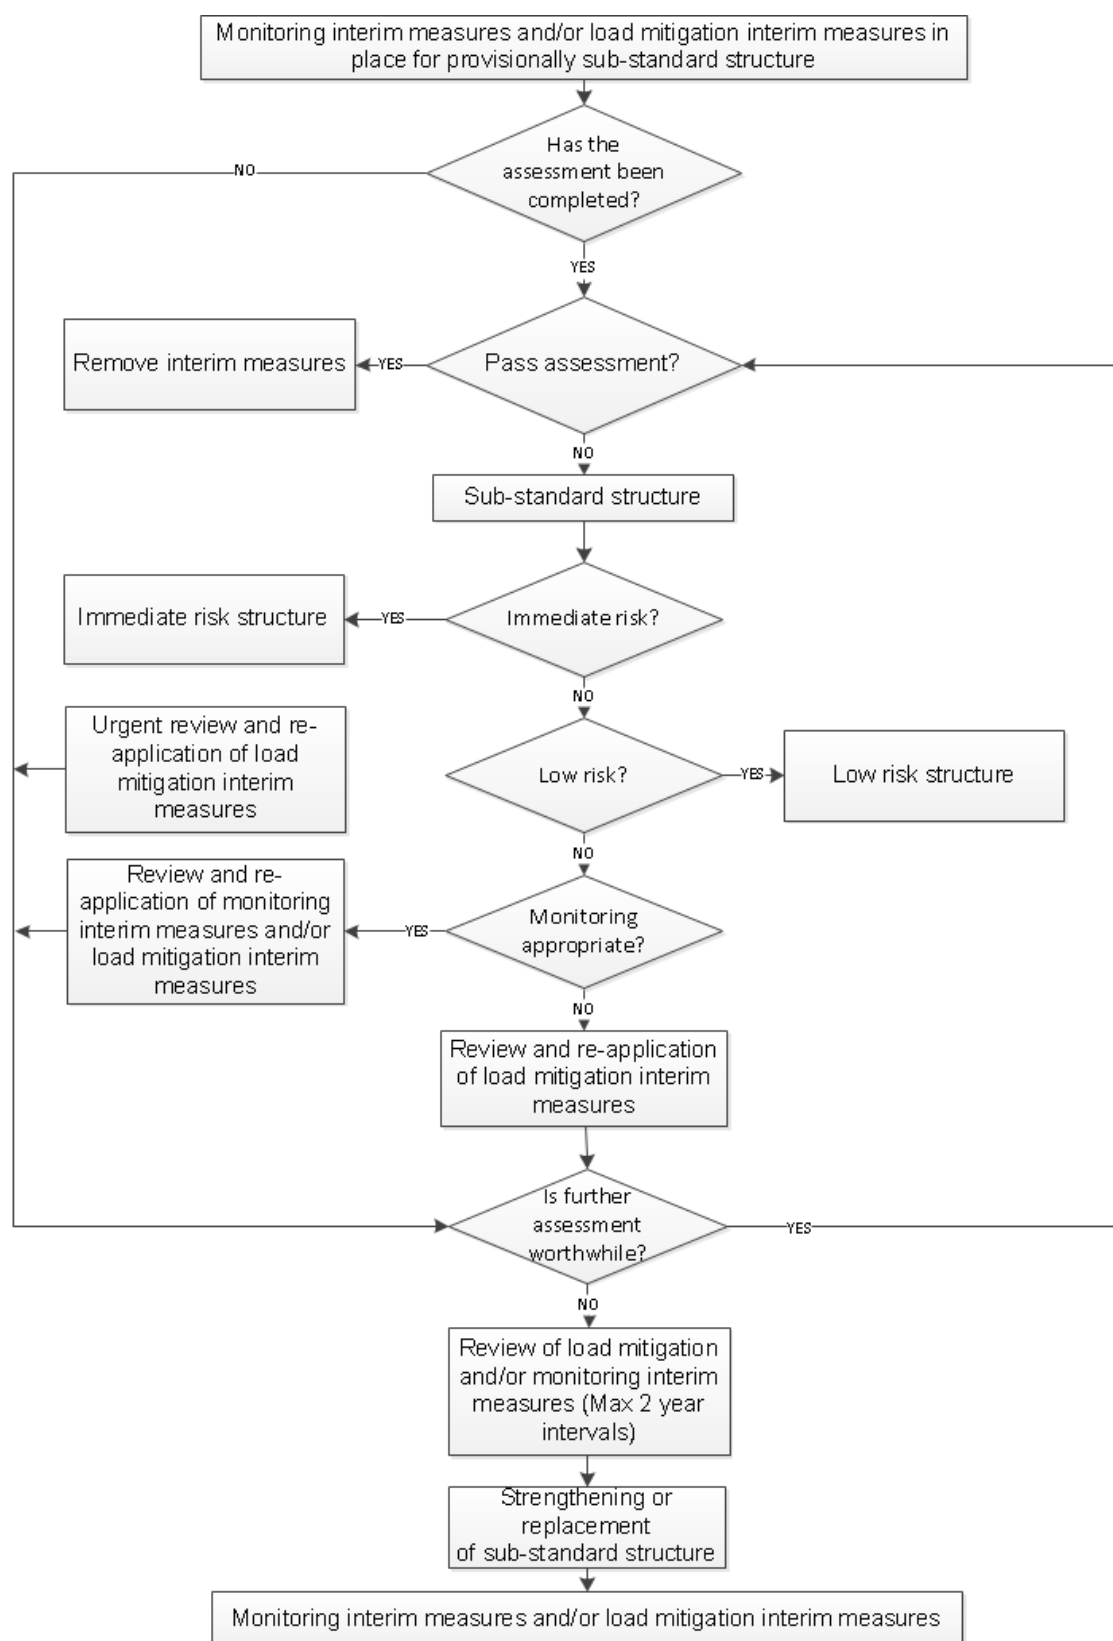 Monitoring interim measures and/or load mitigation interim measures in
place for provisionally sub-standard structure
Has the
assessment been
completed?
NO
YES
Remove interim measures
YES
Pass assessment?
NO
Sub-standard structure
Immediate risk structure
YES
Immediate risk?
NO
Urgent review and re-
application of load
mitigation interim
measures
Low risk?
YES
Low risk structure
NO
Review and re-
application of monitoring
interim measures and/or
load mitigation interim
measures
YES
Monitoring
appropriate?
NO
Review and re-application
of load mitigation interim
measures
Is further
assessment
worthwhile?
YES
NO
Review of load mitigation
and/or monitoring interim
measures (Max 2 year
intervals)
Strengthening or
replacement
of sub-standard structure
Monitoring interim measures and/or load mitigation interim measures